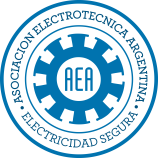 ASOCIACION ELECTROTECNICA ARGENTINA
AEA
ELECTRICIDAD SEGURA